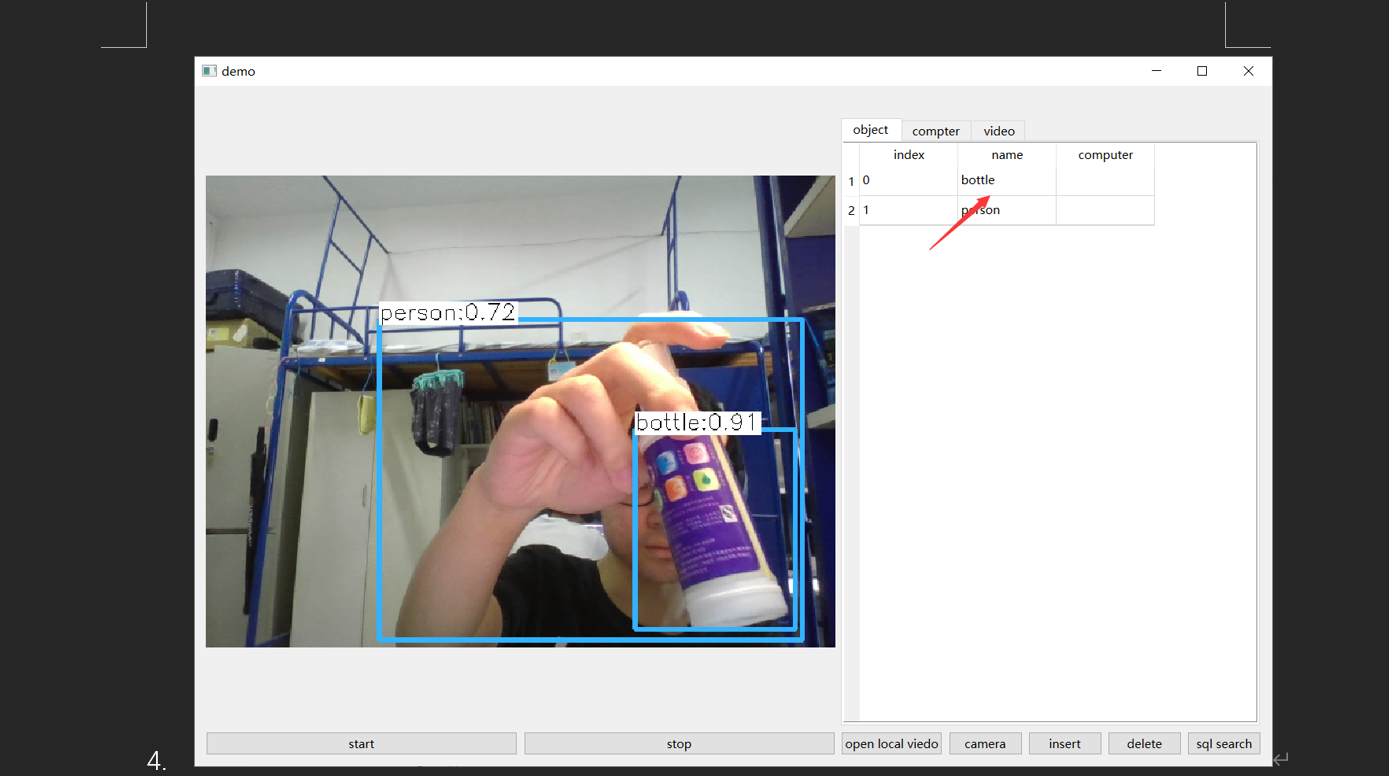 demo
object compter video
index name computer
1 0 bottle
2 1 person
person:0.72
bottle:0.91
start stop open local viedo camera insert delete sql search
4.